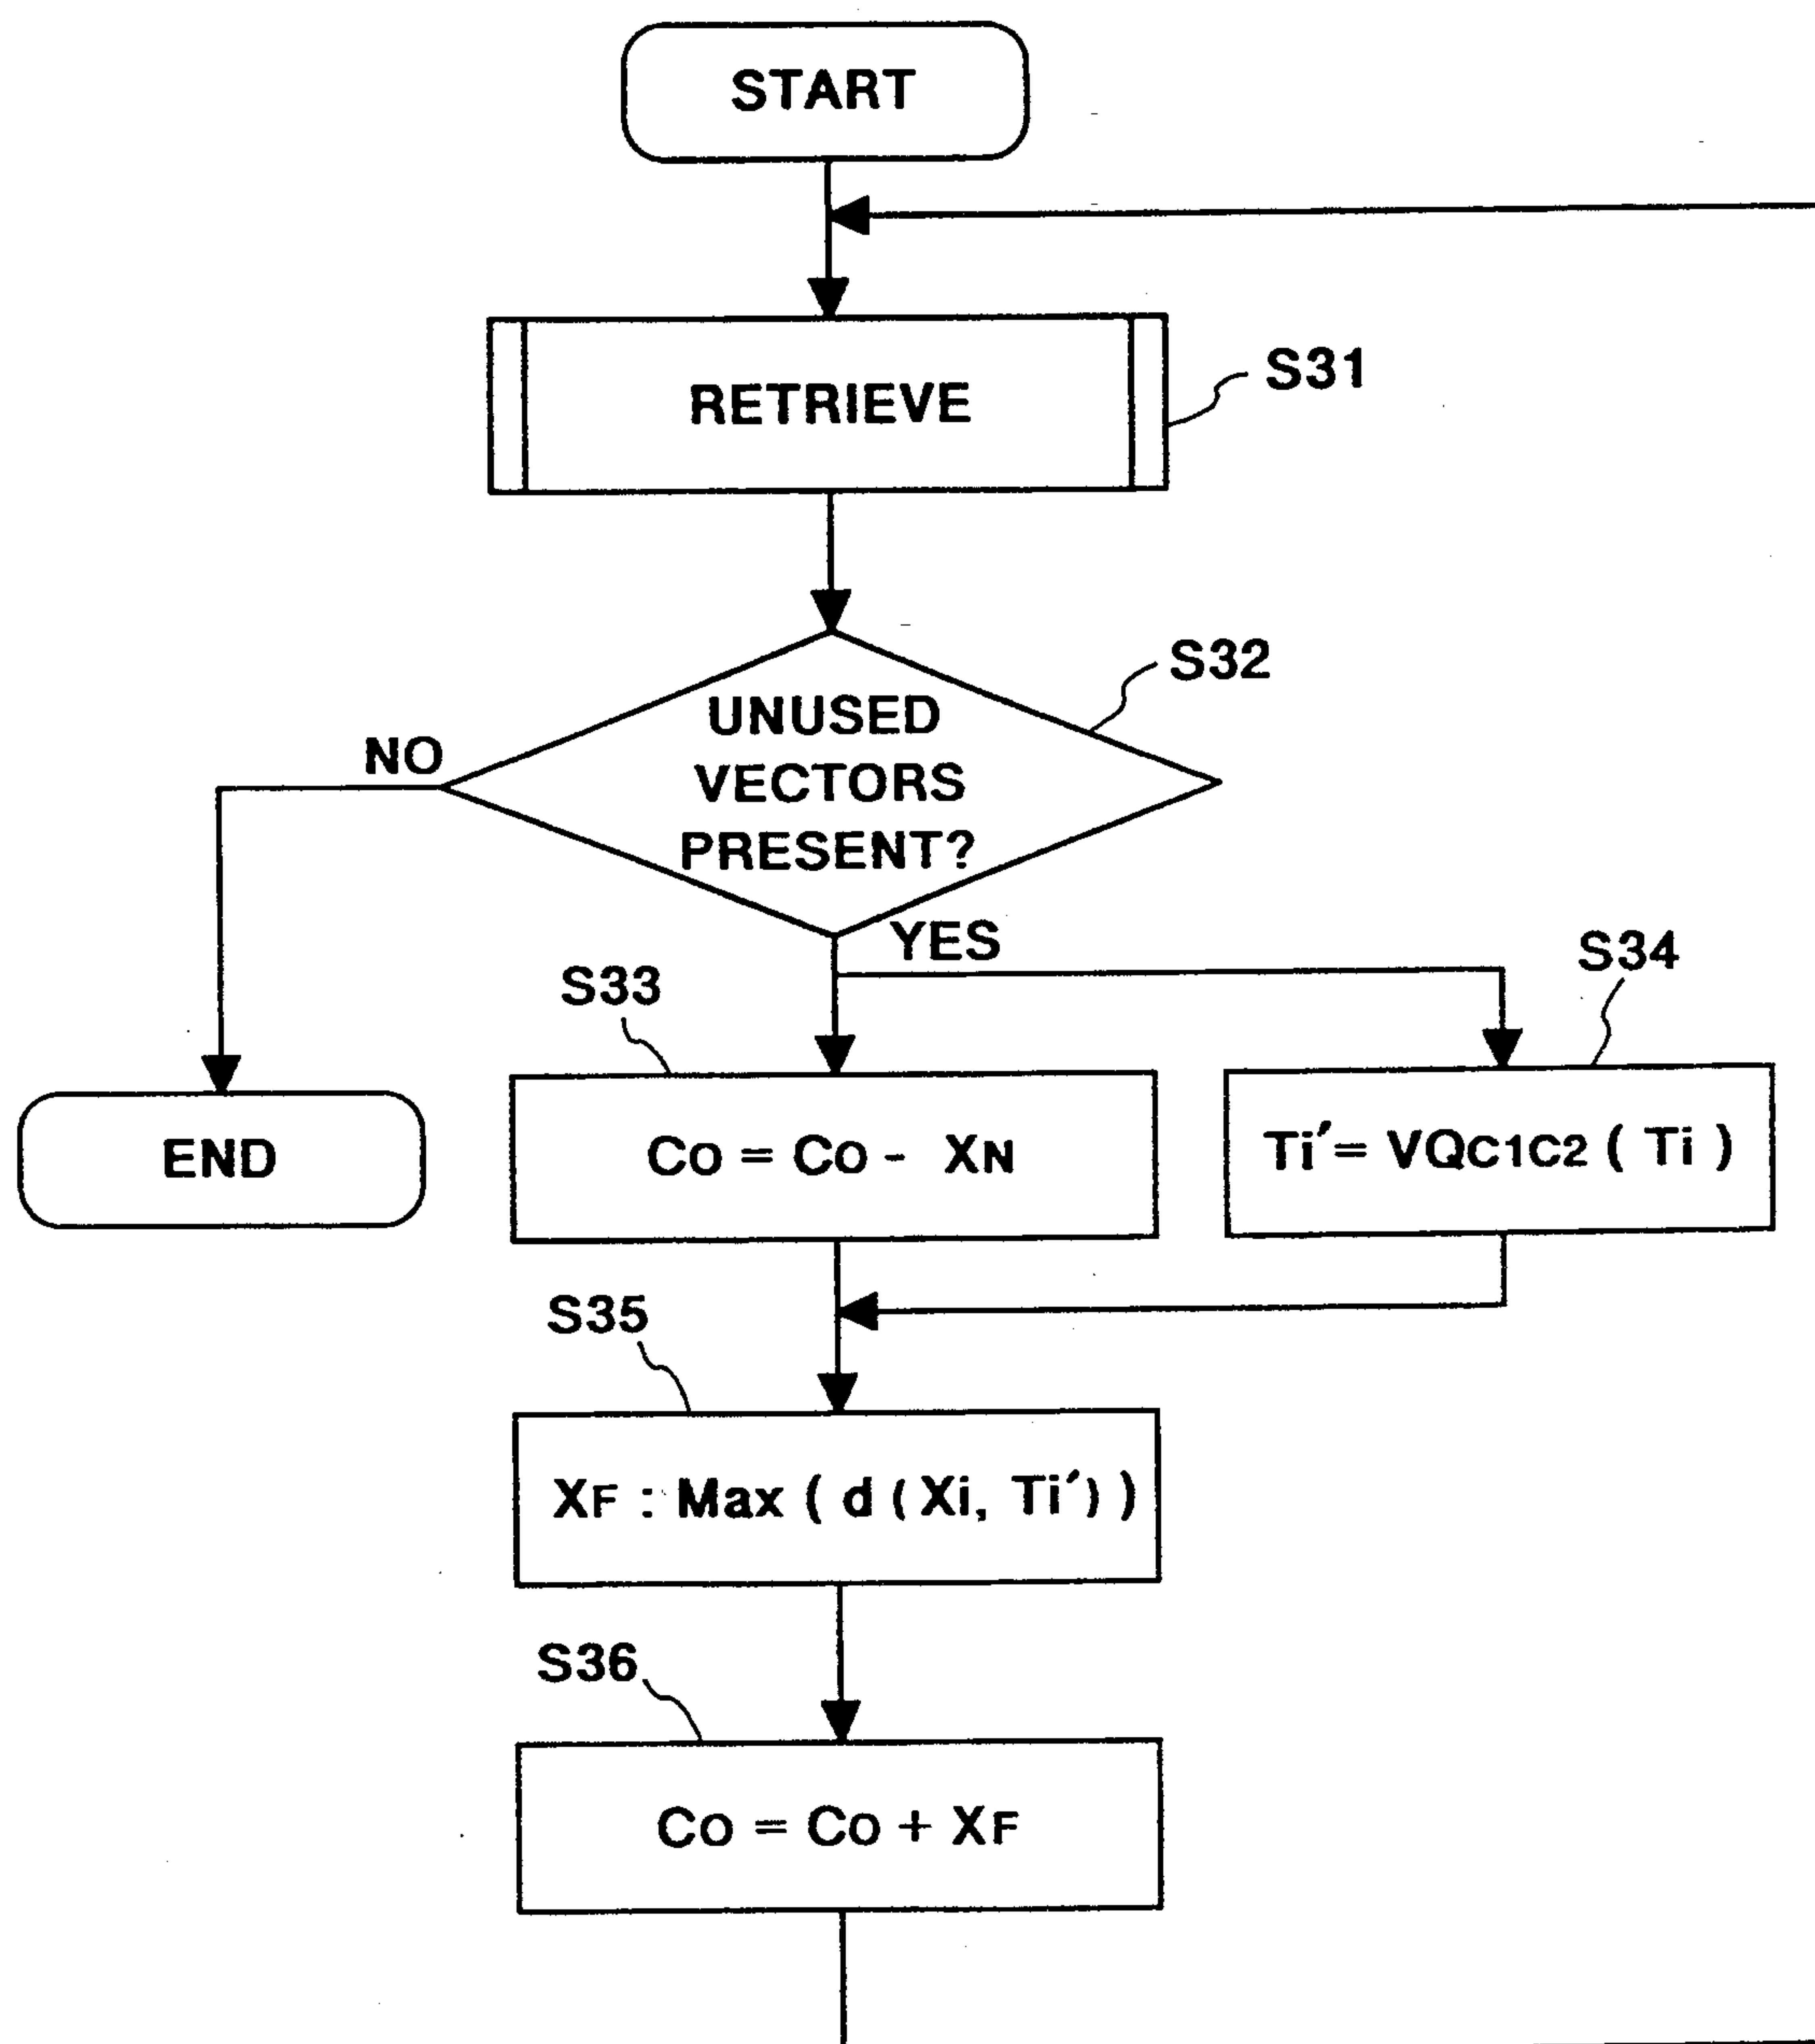 START
RETRIEVE
S31
S32
UNUSED
VECTORS
PRESENT?
NO
YES
S33
S34
END
Co = Co - XN
Ti′ = VQC1C2 ( Ti )
S35
XF : Max ( d ( Xi, Ti′ ) )
S36
Co = Co + XF